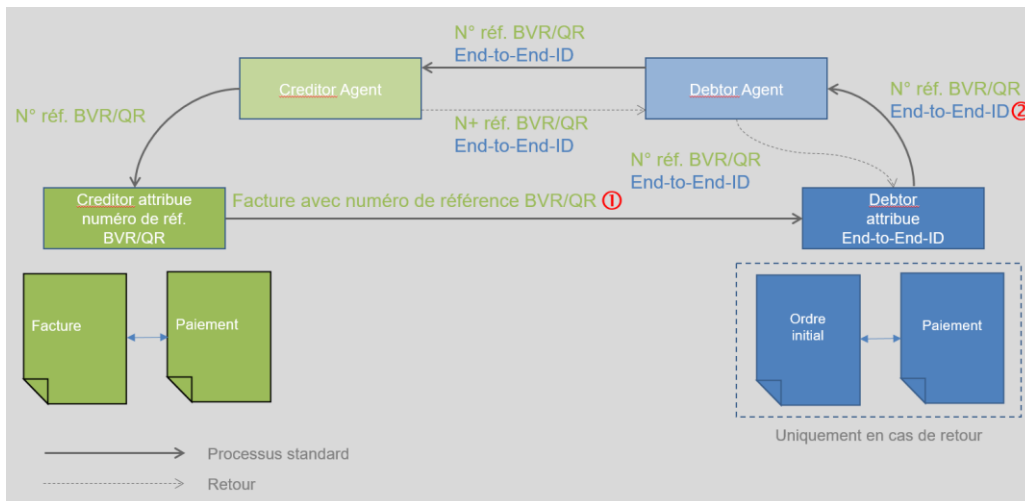 N° réf. BVR/QR
End-to-End-ID
Creditor Agent
Debtor Agent
N° réf. BVR/QR
End-to-End-ID②
N° réf. BVR/QR
N+ réf. BVR/QR
End-to-End-ID
N° réf. BVR/QR
End-to-End-ID
Creditor attribue
numéro de réf.
BVR/QR
Facture avec numéro de référence BVR/QR ①
Debtor
attribue
End-to-End-ID
Facture
Paiement
Ordre
initial
Paiement
Uniquement en cas de retour
Processus standard
Retour